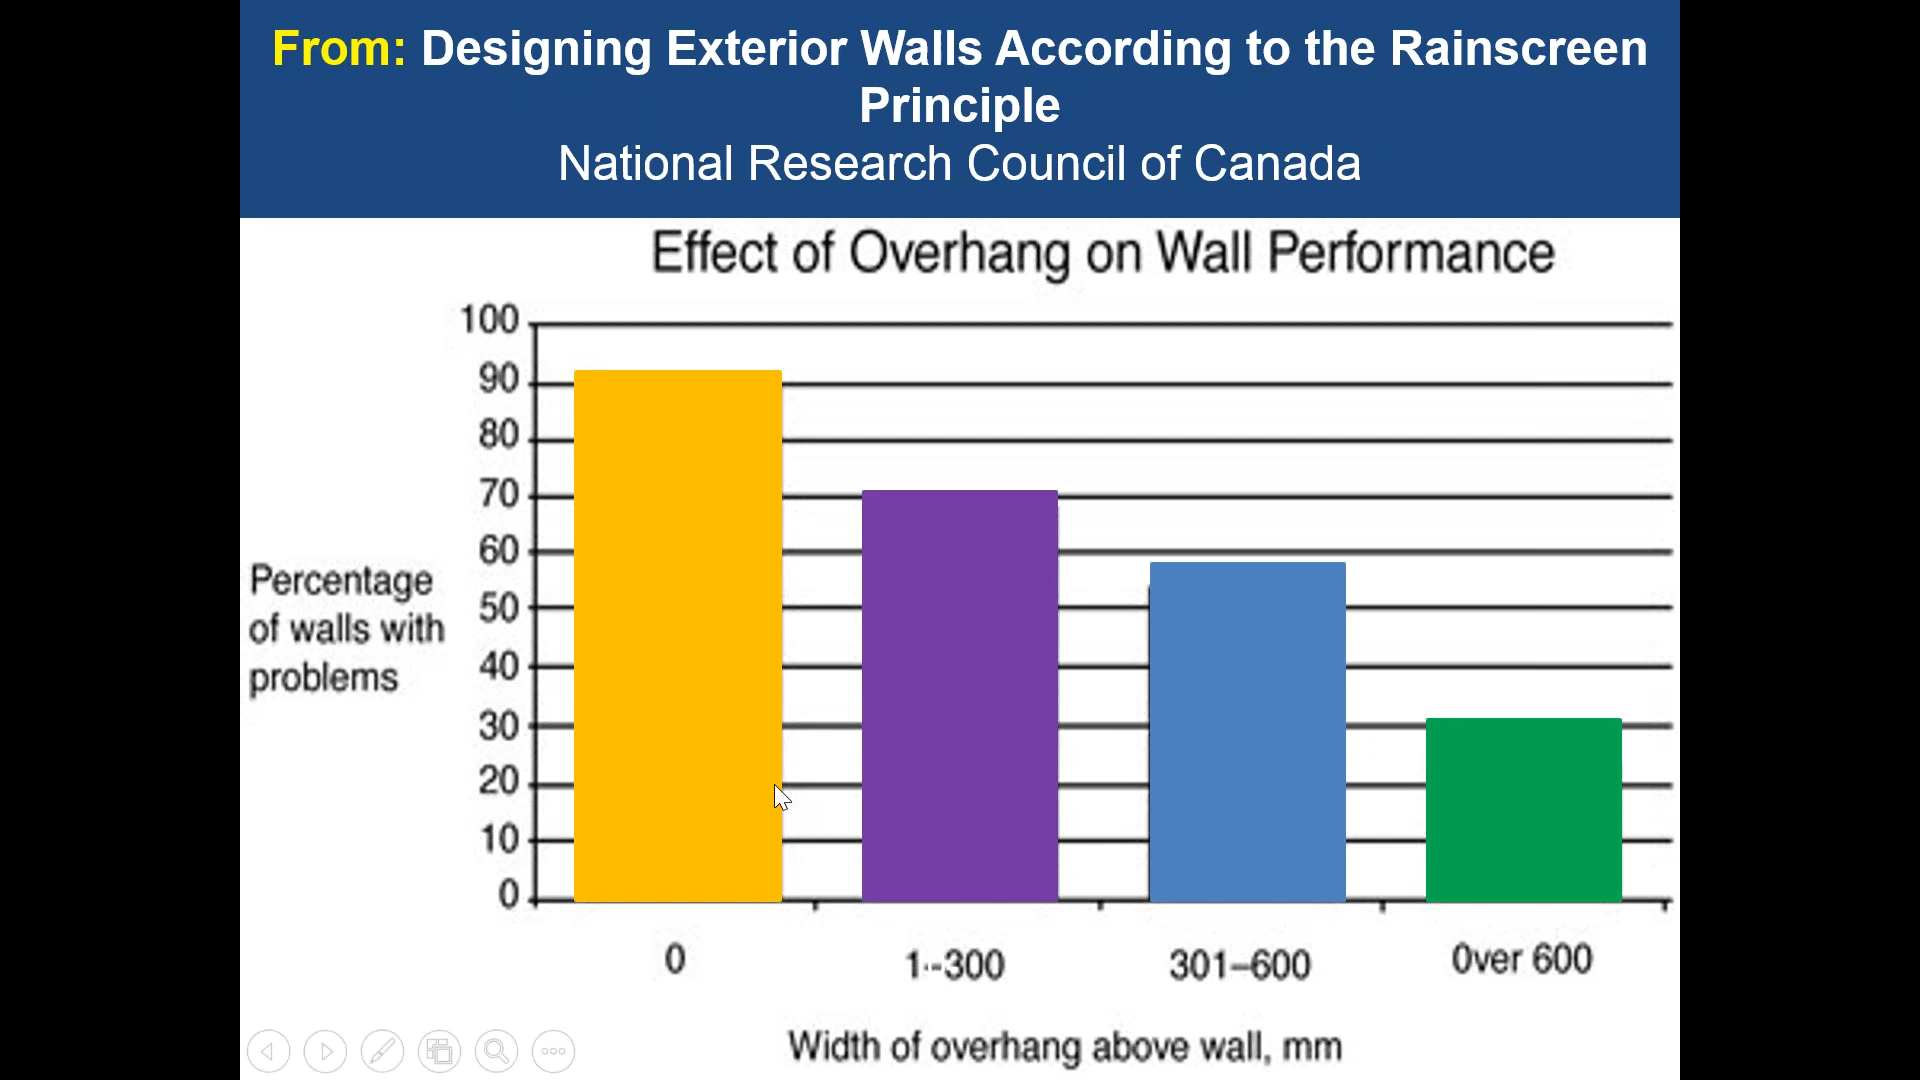 From: Designing Exterior Walls According to the Rainscreen
Principle
National Research Council of Canada
Effect of Overhang on Wall Performance
100
90
80
70
60
50
40
30
20
10
0
Percentage
of walls with
problems
0
1--300
301–600
Over 600
Width of overhang above wall, mm